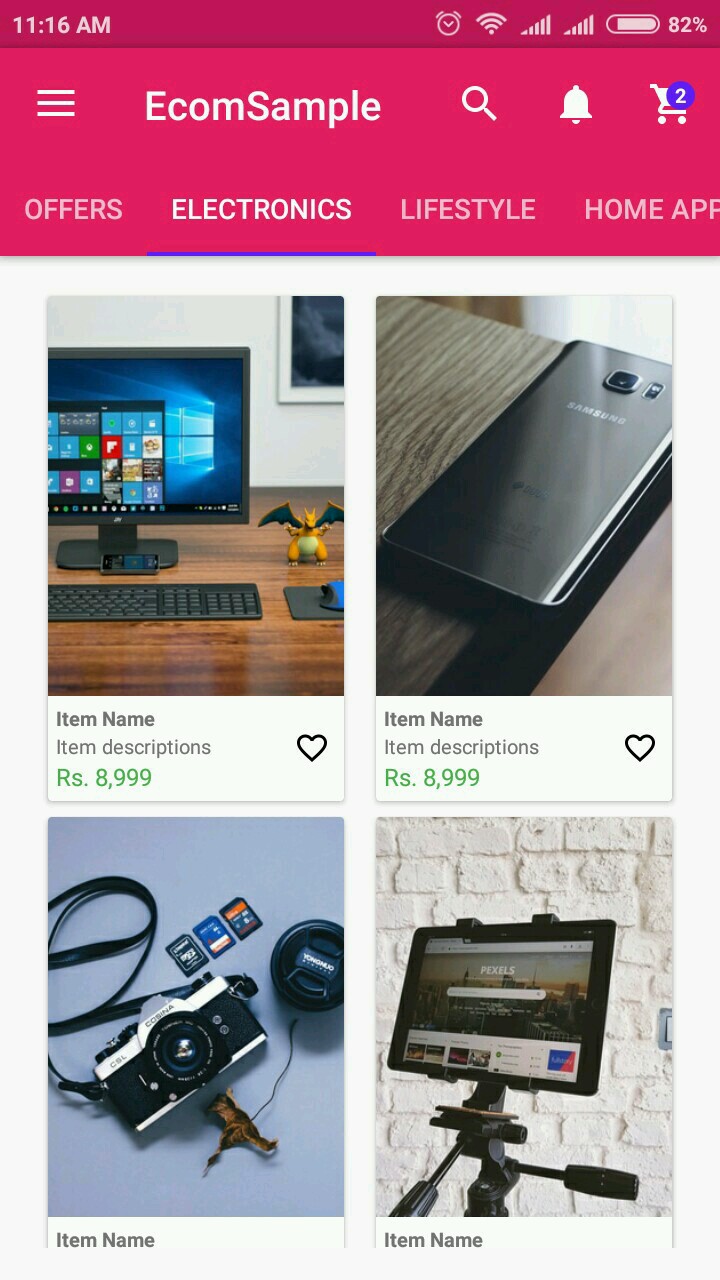 11:16 AM
82%
EcomSample
2
OFFERS
ELECTRONICS
LIFESTYLE
HOME APP
SAMSUNG
Item Name
Item descriptions
Rs. 8,999
Item Name
Item descriptions
Rs. 8,999
YONGNUO
COSINA
CSL
PEXELS
Item Name
Item Name